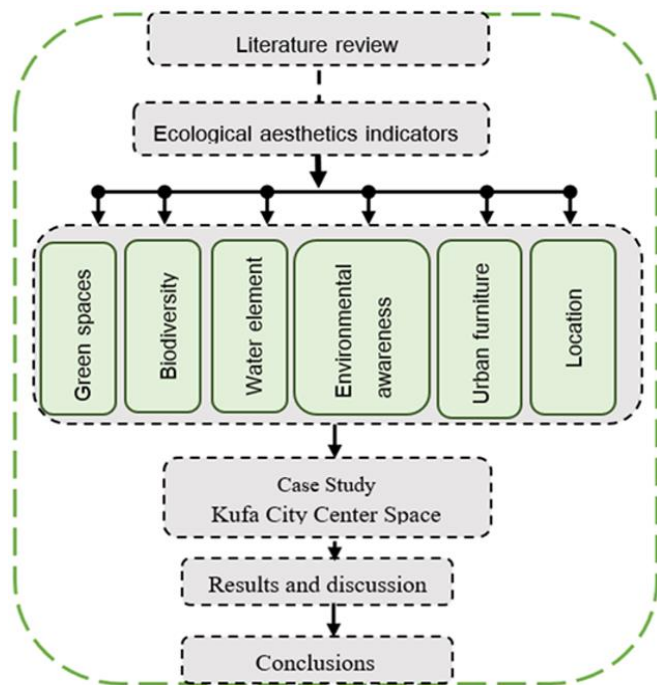 Literature review
Ecological aesthetics indicators
Green spaces
Biodiversity
Water element
Environmental
awareness
Urban furniture
Location
Case Study
Kufa City Center Space
Results and discussion
Conclusions